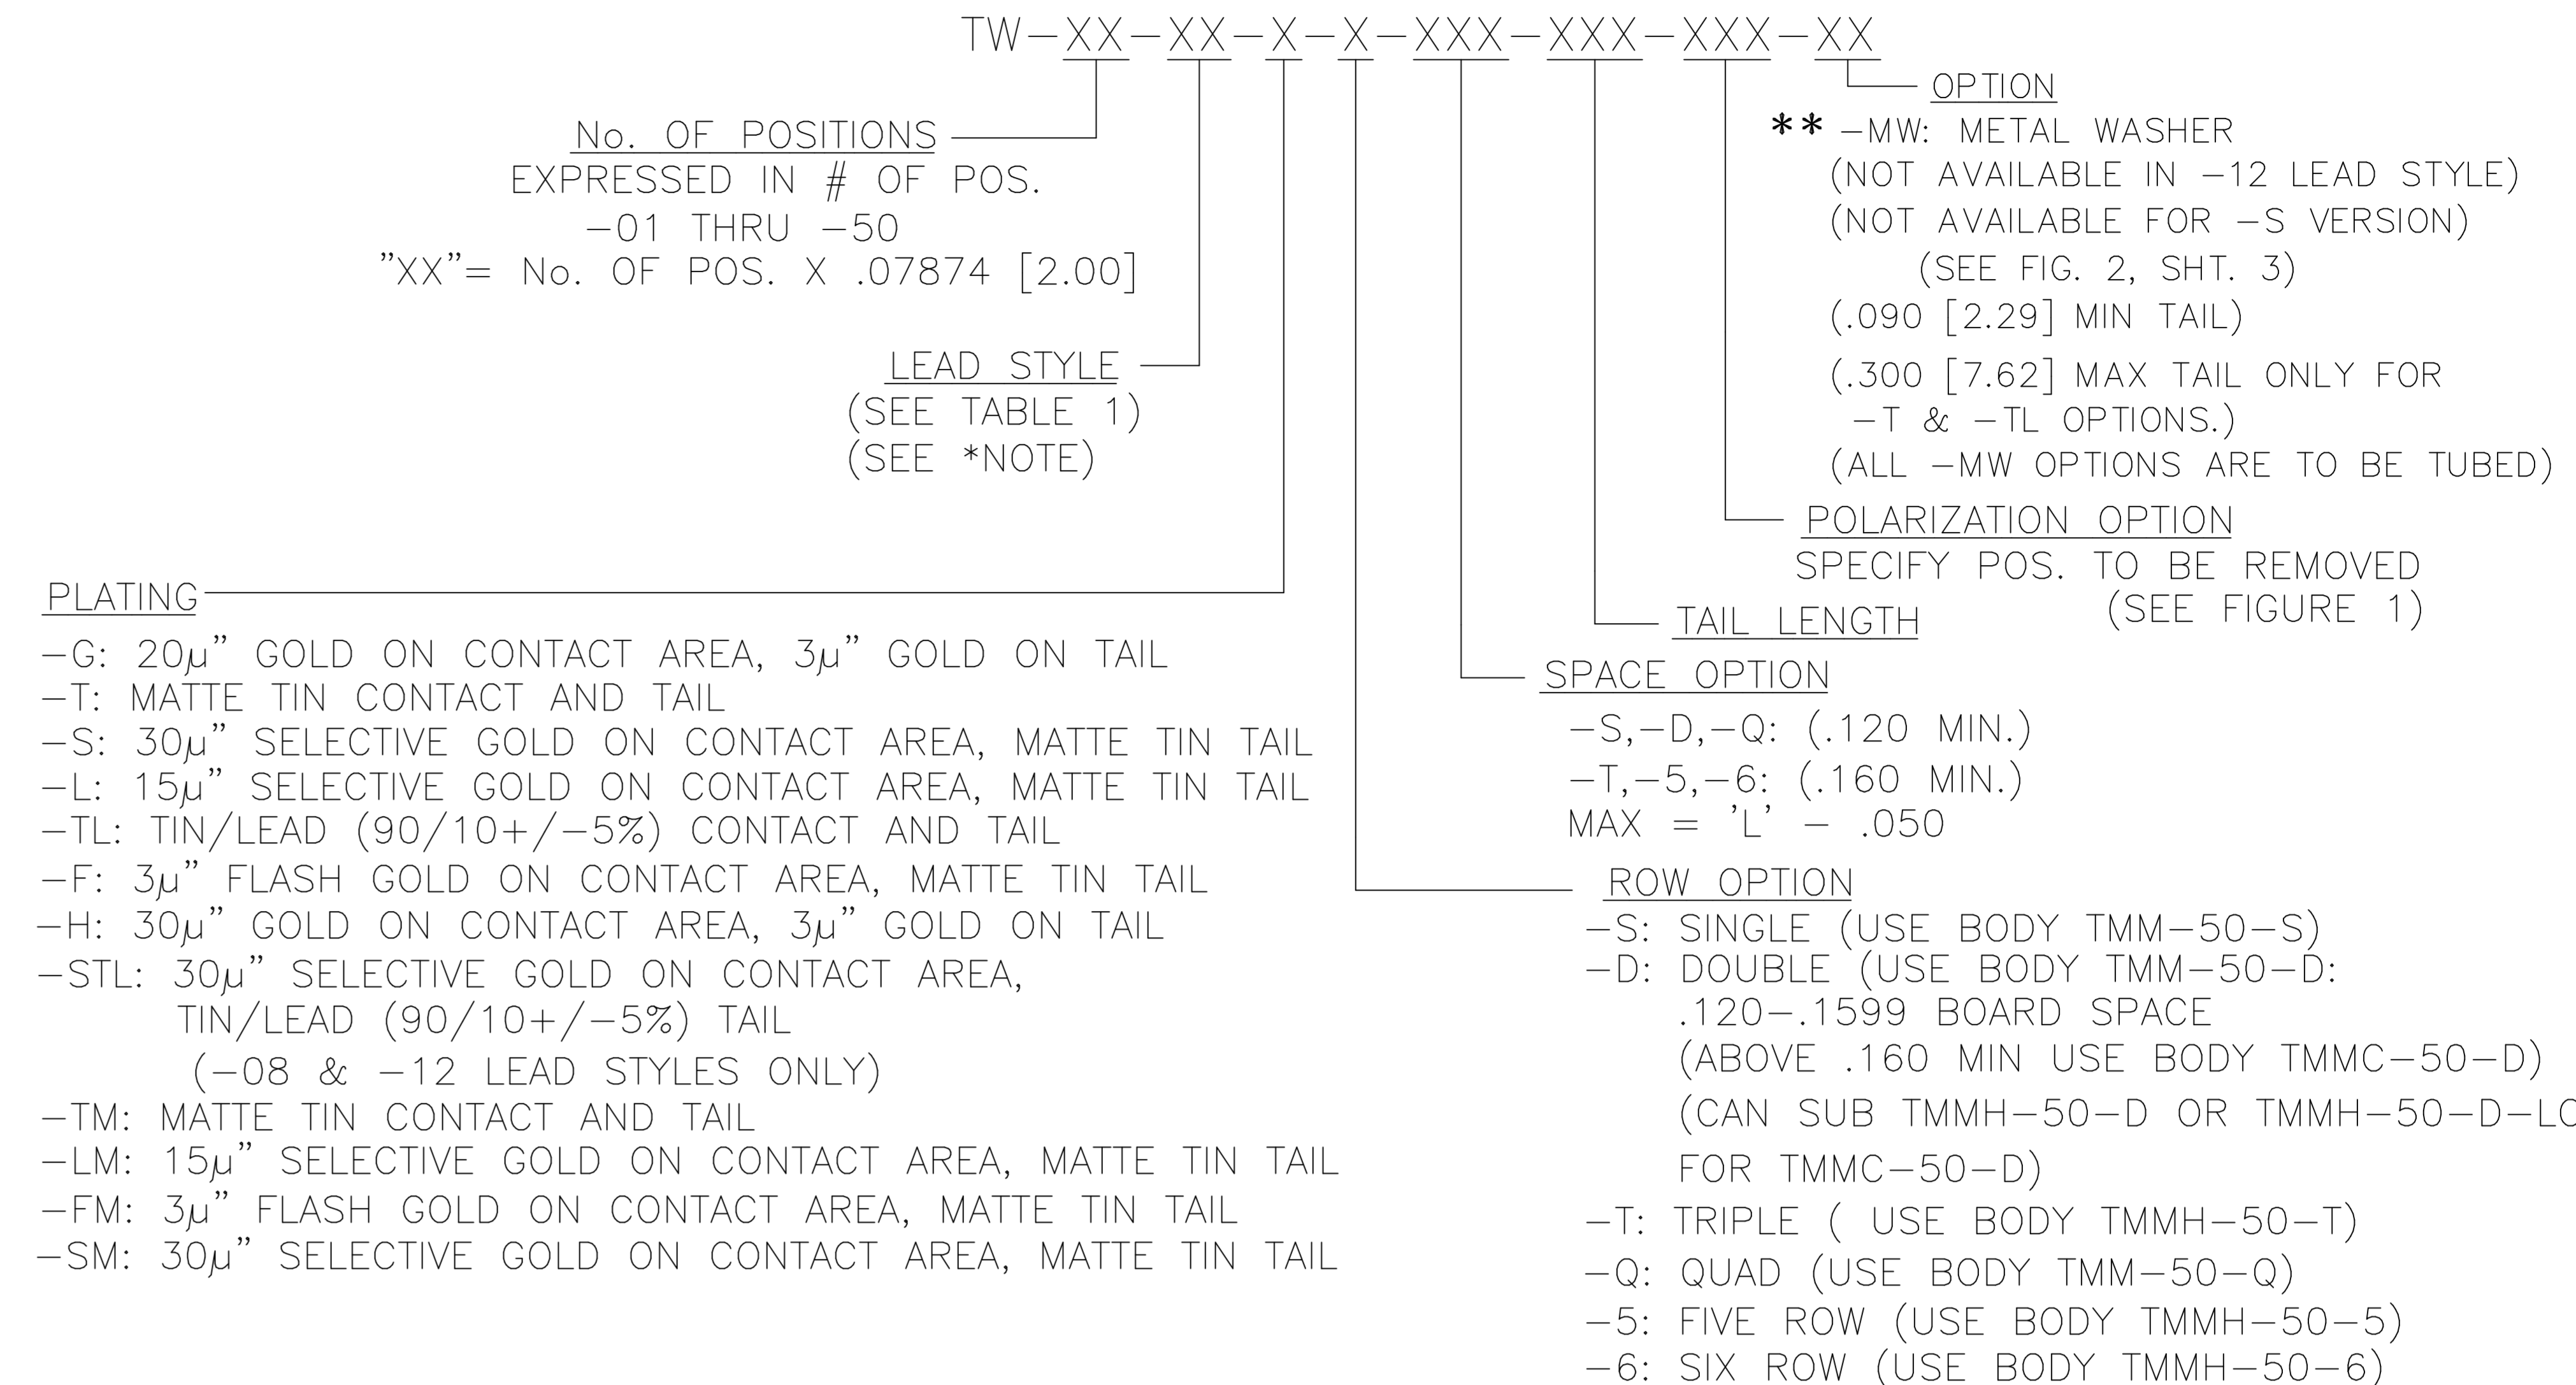 TW-XX-XX-X-X-XXX-XXX-XXX-XX
No. OF POSITIONS
EXPRESSED IN # OF POS.
-01 THRU -50
"XX"= No. OF POS. X .07874 [2.00]
LEAD STYLE
(SEE TABLE 1)
(SEE *NOTE)
PLATING
-G: 20µ" GOLD ON CONTACT AREA, 3µ" GOLD ON TAIL
-T: MATTE TIN CONTACT AND TAIL
-S: 30µ" SELECTIVE GOLD ON CONTACT AREA, MATTE TIN TAIL
-L: 15µ" SELECTIVE GOLD ON CONTACT AREA, MATTE TIN TAIL
-TL: TIN/LEAD (90/10+/-5%) CONTACT AND TAIL
-F: 3µ" FLASH GOLD ON CONTACT AREA, MATTE TIN TAIL
-H: 30µ" GOLD ON CONTACT AREA, 3µ" GOLD ON TAIL
-STL: 30µ" SELECTIVE GOLD ON CONTACT AREA,
TIN/LEAD (90/10+/-5%) TAIL
(-08 & -12 LEAD STYLES ONLY)
-TM: MATTE TIN CONTACT AND TAIL
-LM: 15µ" SELECTIVE GOLD ON CONTACT AREA, MATTE TIN TAIL
-FM: 3µ" FLASH GOLD ON CONTACT AREA, MATTE TIN TAIL
-SM: 30µ" SELECTIVE GOLD ON CONTACT AREA, MATTE TIN TAIL
OPTION
** -MW: METAL WASHER
(NOT AVAILABLE IN -12 LEAD STYLE)
(NOT AVAILABLE FOR -S VERSION)
(SEE FIG. 2, SHT. 3)
(.090 [2.29] MIN TAIL)
(.300 [7.62] MAX TAIL ONLY FOR
-T & -TL OPTIONS.)
(ALL -MW OPTIONS ARE TO BE TUBED)
POLARIZATION OPTION
SPECIFY POS. TO BE REMOVED
(SEE FIGURE 1)
TAIL LENGTH
SPACE OPTION
-S,-D,-Q: (.120 MIN.)
-T,-5,-6: (.160 MIN.)
MAX = 'L' - .050
ROW OPTION
-S: SINGLE (USE BODY TMM-50-S)
-D: DOUBLE (USE BODY TMM-50-D:
.120-.1599 BOARD SPACE
(ABOVE .160 MIN USE BODY TMMC-50-D)
(CAN SUB TMMH-50-D OR
FOR TMMC-50-D)
-T: TRIPLE ( USE BODY TMMH-50-T)
-Q: QUAD (USE BODY TMM-50-Q)
-5: FIVE ROW (USE BODY TMMH-50-5)
-6: SIX ROW (USE BODY TMMH-50-6)